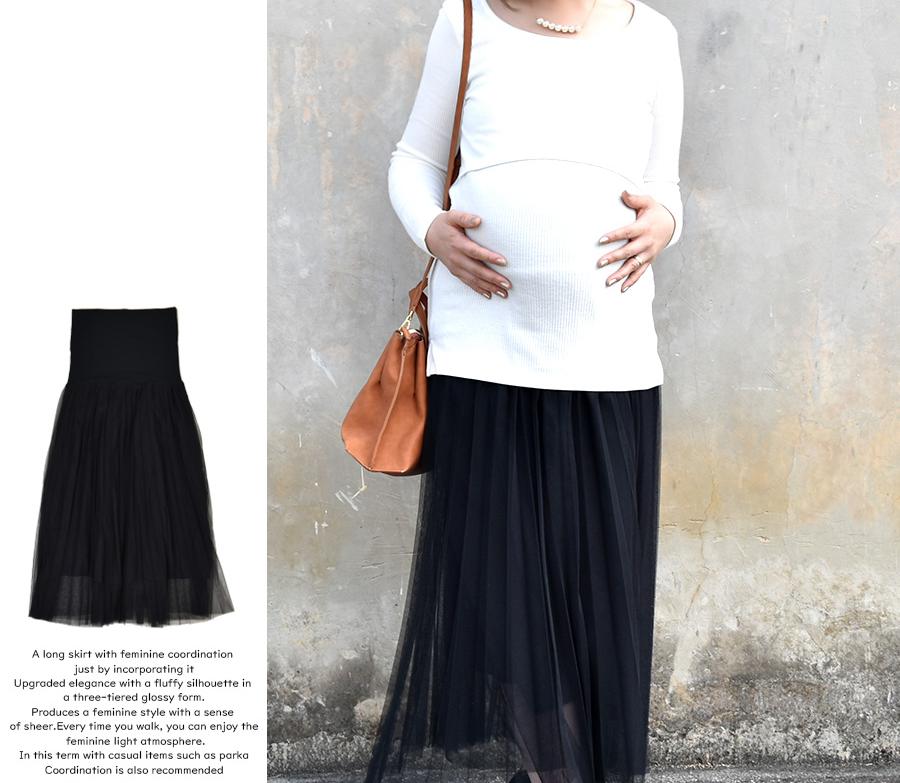 A long skirt with feminine coordination
just by incorporating it
Upgraded elegance with a fluffy silhouette in
a three-tiered glossy form.
Produces a feminine style with a sense
of sheer.Every time you walk, you can enjoy the
feminine light atmosphere.
In this term with casual items such as parka
Coordination is also recommended